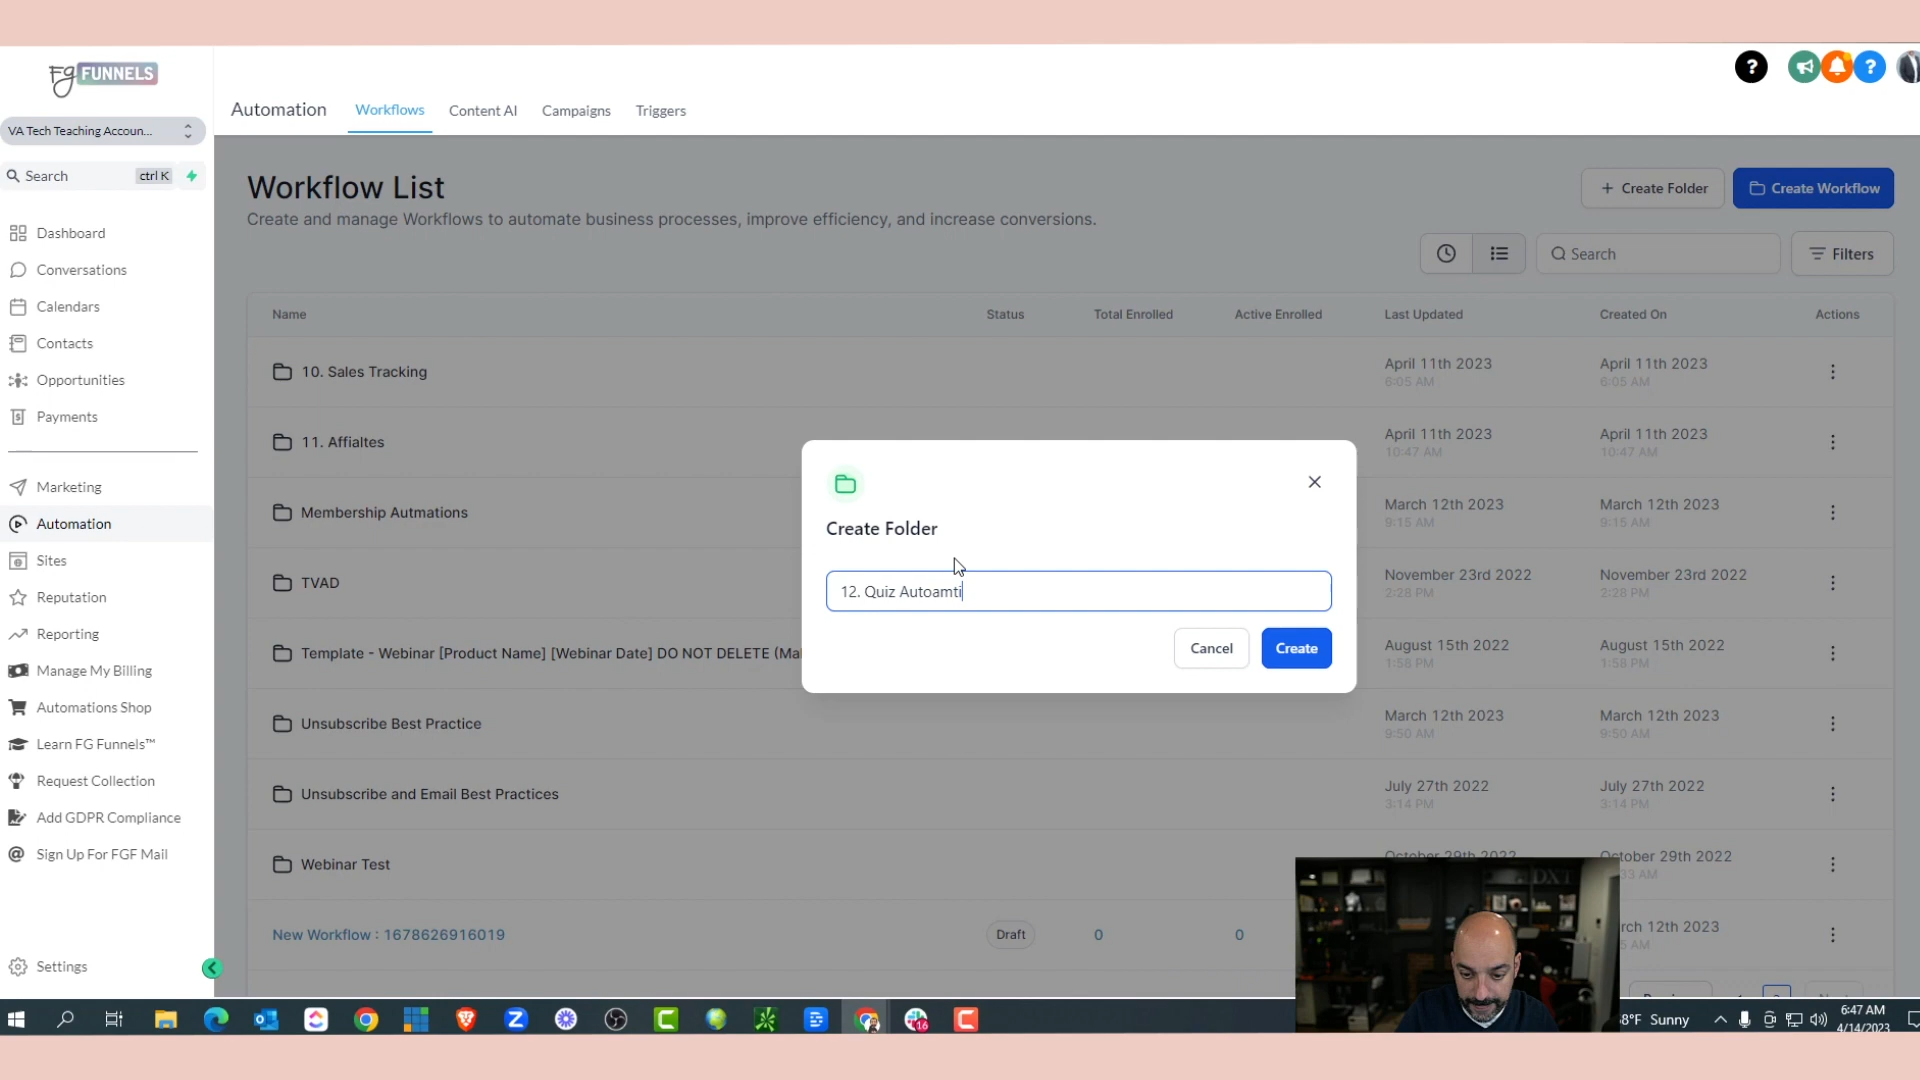 Fg FUNNELS
VA Tech Teaching Accoun...
Search ctrl K
Dashboard
Conversations
Calendars
Contacts
Opportunities
Payments
Marketing
Automation
Sites
Reputation
Reporting
Manage My Billing
Automations Shop
Learn FG Funnels™
Request Collection
Add GDPR Compliance
Sign Up For FGF Mail
Settings
Automation Workflows Content AI Campaigns Triggers
Workflow List
Create and manage Workflows to automate business processes, improve efficiency, and increase conversions.
+ Create Folder Create Workflow
Search Filters
Name Status Total Enrolled Active Enrolled Last Updated Created On Actions
10. Sales Tracking April 11th 2023 April 11th 2023
6:05 AM 6:05 AM
11. Affialtes April 11th 2023 April 11th 2023
10:47 AM 10:47 AM
Membership Autmations March 12th 2023 March 12th 2023
9:15 AM 9:15 AM
TVAD November 23rd 2022 November 23rd 2022
2:28 PM 2:28 PM
Template - Webinar [Product Name] [Webinar Date] DO NOT DELETE August 15th 2022 August 15th 2022
1:58 PM 1:58 PM
Unsubscribe Best Practice March 12th 2023 March 12th 2023
9:50 AM 9:50 AM
Unsubscribe and Email Best Practices July 27th 2022 July 27th 2022
3:14 PM 3:14 PM
Webinar Test October 29th 2022 October 29th 2022
AM
New Workflow : 1678626916019 Draft 0 0 12th 2023
AM
Create Folder
12. Quiz Autoamti
Cancel Create
DXT
16
8°F Sunny
6:47 AM
4/14/2023